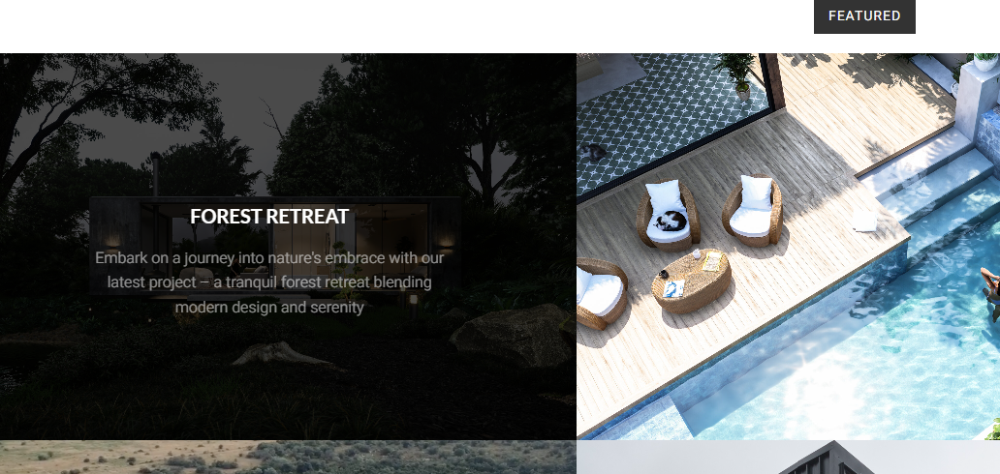 FEATURED
FOREST RETREAT
Embark on a journey into nature's embrace with our
latest project – a tranquil forest retreat blending
modern design and serenity